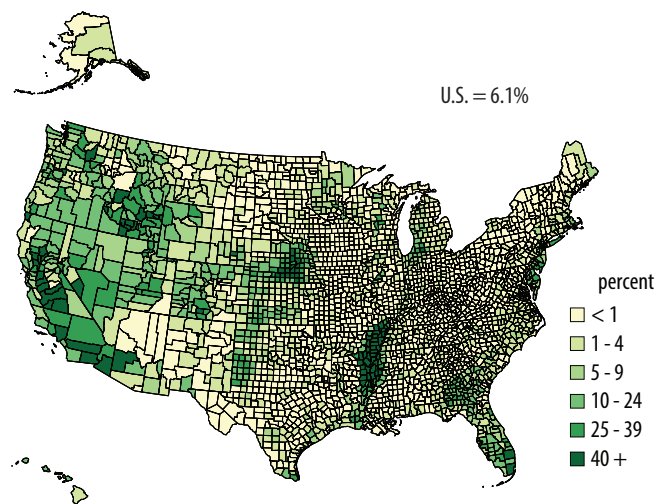 U.S. = 6.1%
percent
< 1
1 - 4
5 - 9
10 - 24
25 - 39
40 +